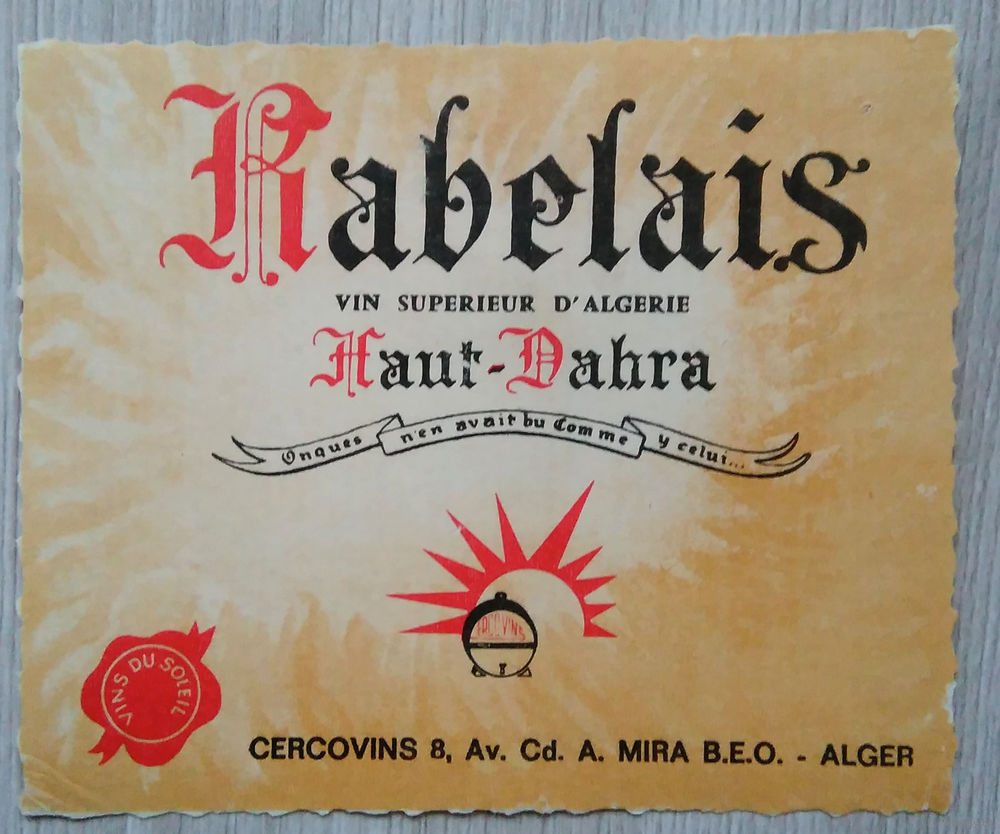 Rabelais
VIN SUPERIEUR D'ALGERIE
Haut-Dahra
Onques n'en avait bu Comme y celui...
CERCOVINS
VINS DU SOLEIL
CERCOVINS 8, Av. Cd. A. MIRA B.E.O. - ALGER